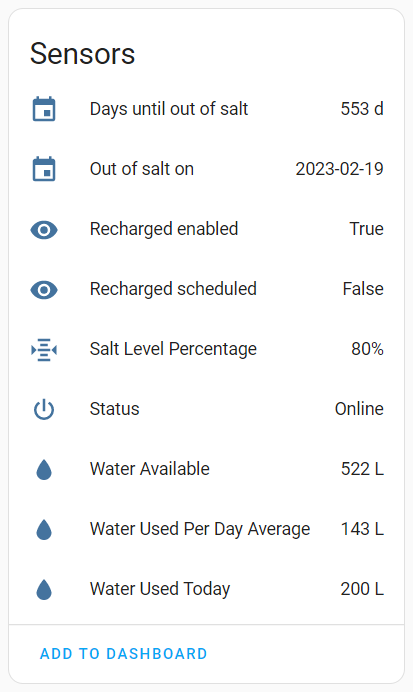 Sensors
Days until out of salt 553 d
Out of salt on 2023-02-19
Recharged enabled True
Recharged scheduled False
Salt Level Percentage 80%
Status Online
Water Available 522 L
Water Used Per Day Average 143 L
Water Used Today 200 L
ADD TO DASHBOARD